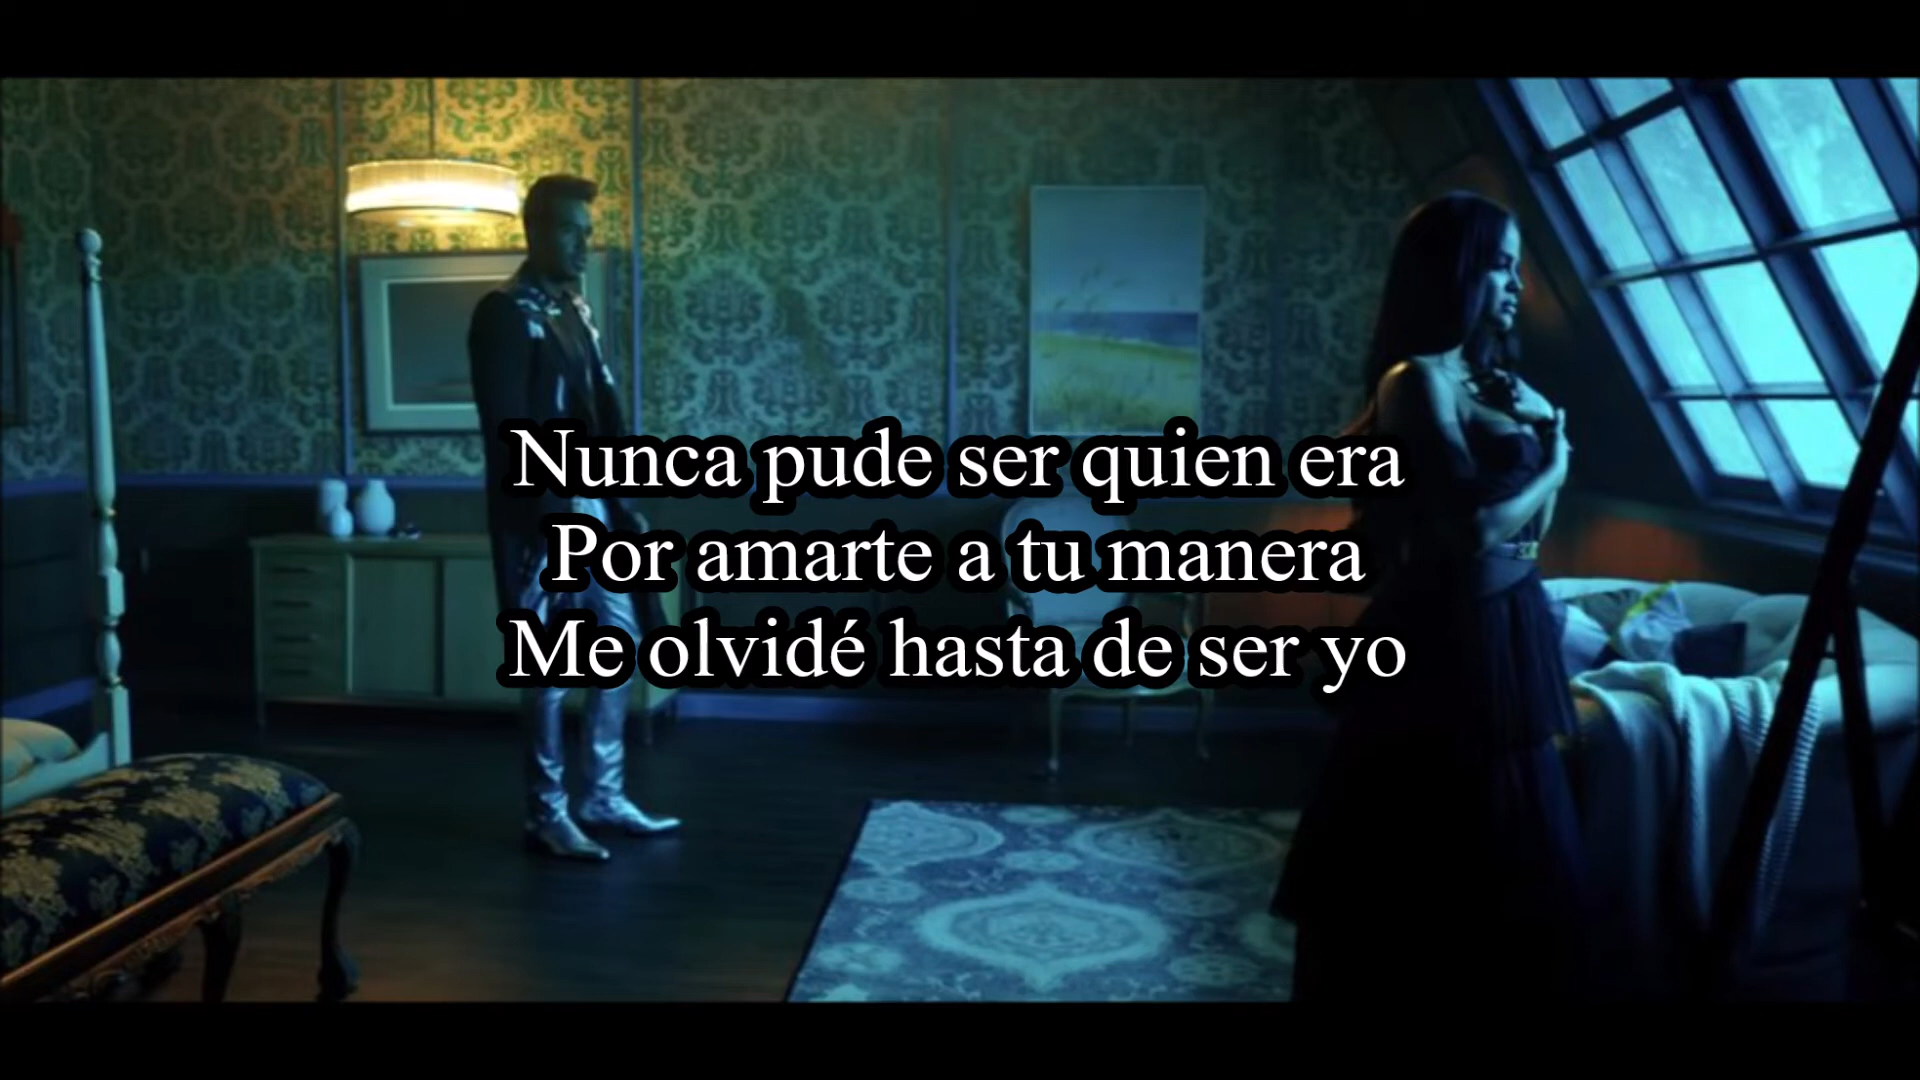 Nunca pude ser quien era
Por amarte a tu manera
Me olvidé hasta de ser yo